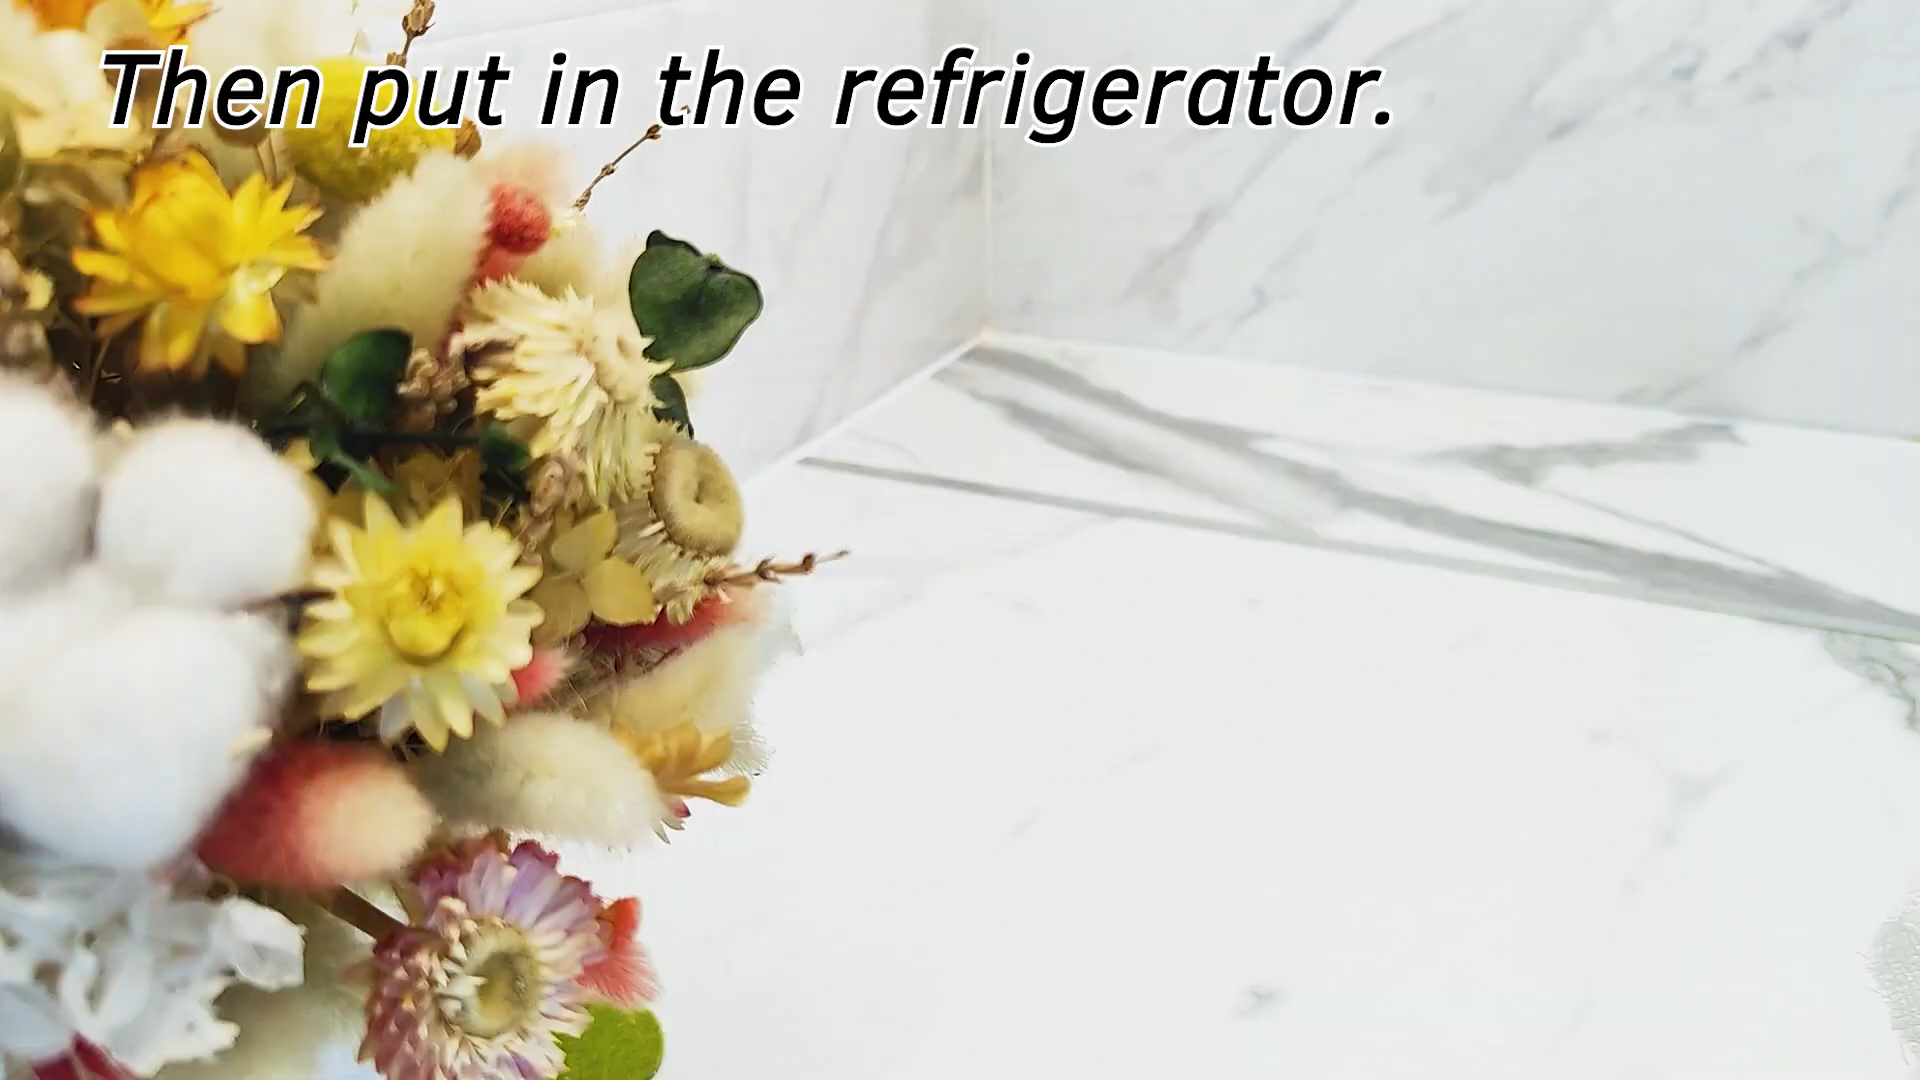 Then put in the refrigerator.